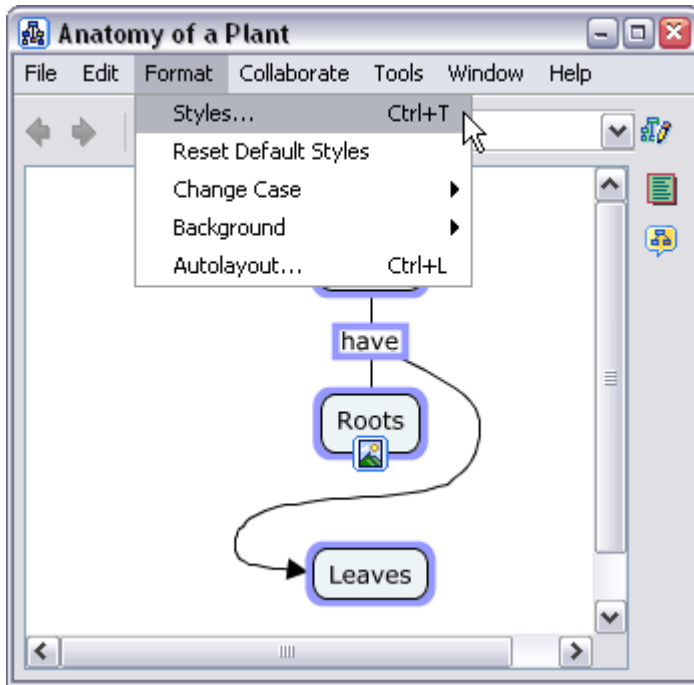 Anatomy of a Plant
File Edit Format Collaborate Tools Window Help
Styles... Ctrl+T
Reset Default Styles
Change Case
Background
Autolayout... Ctrl+L
have
Roots
Leaves